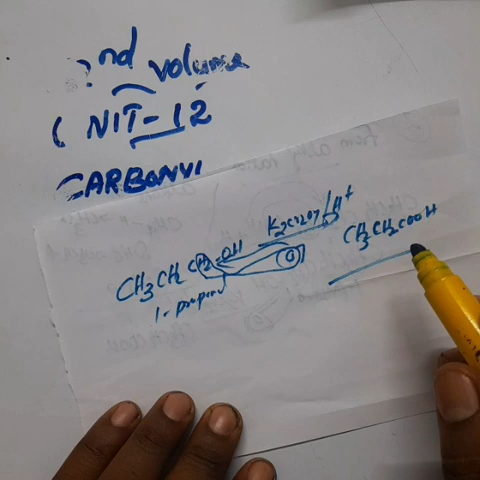 2nd volume
( UNIT-12
CARBONYL
K2Cr2O7/H+
CH3CH2CH2-OH
CH3CH2COOH
1-propanol